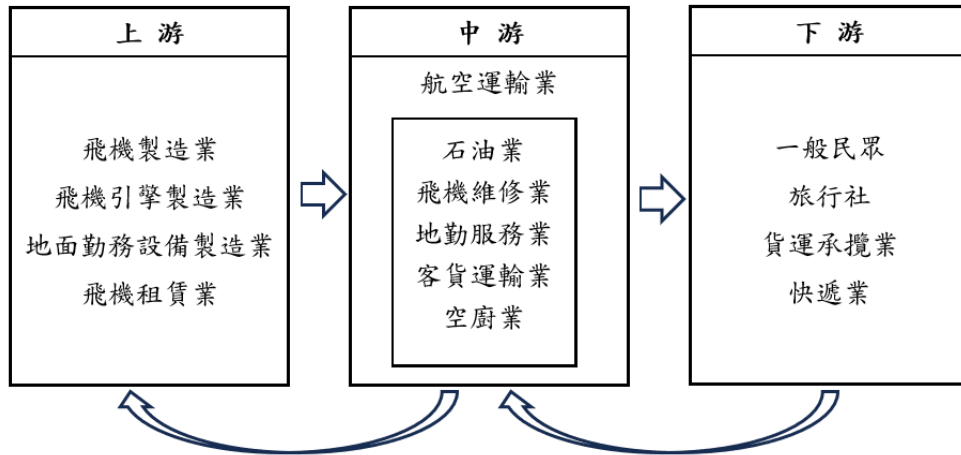 上 游
飛機製造業
飛機引擎製造業
地面勤務設備製造業
飛機租賃業
中 游
航空運輸業
石油業
飛機維修業
地勤服務業
客貨運輸業
空廚業
下 游
一般民眾
旅行社
貨運承攬業
快遞業